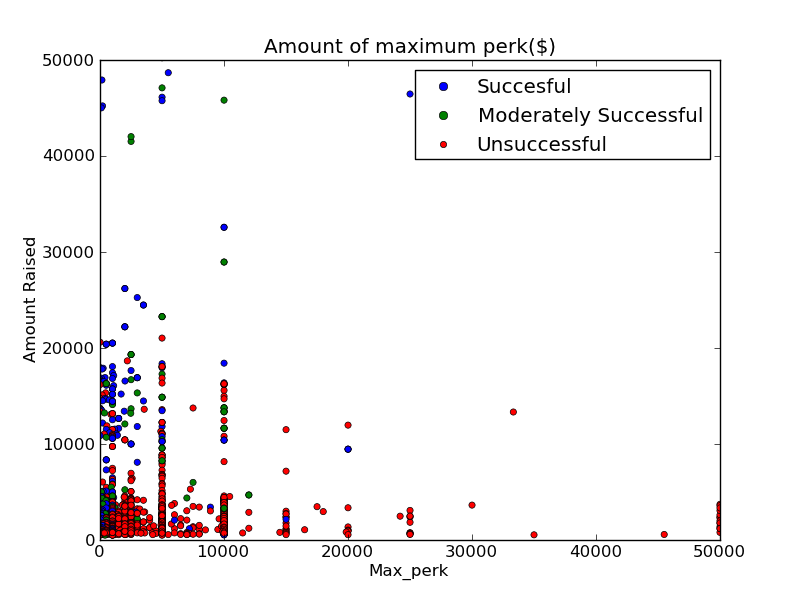 Amount of maximum perk($)
50000
40000
30000
20000
10000
0
Amount Raised
Succesful
Moderately Successful
Unsuccessful
0 10000 20000 30000 40000 50000
Max_perk